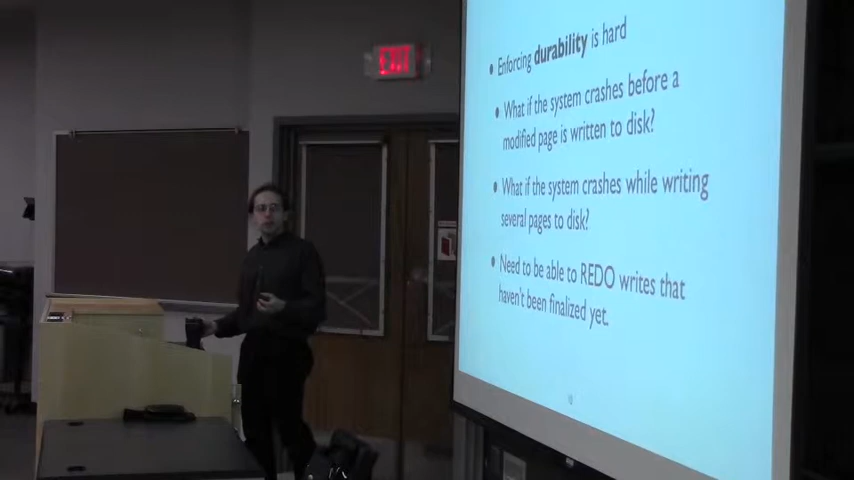 EXIT
• Enforcing durability is hard
• What if the system crashes before a
modified page is written to disk?
• What if the system crashes while writing
several pages to disk?
• Need to be able to REDO writes that
haven't been finalized yet.